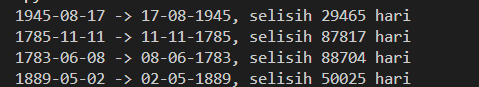 1945-08-17 -> 17-08-1945, selisih 29465 hari
1785-11-11 -> 11-11-1785, selisih 87817 hari
1783-06-08 -> 08-06-1783, selisih 88704 hari
1889-05-02 -> 02-05-1889, selisih 50025 hari